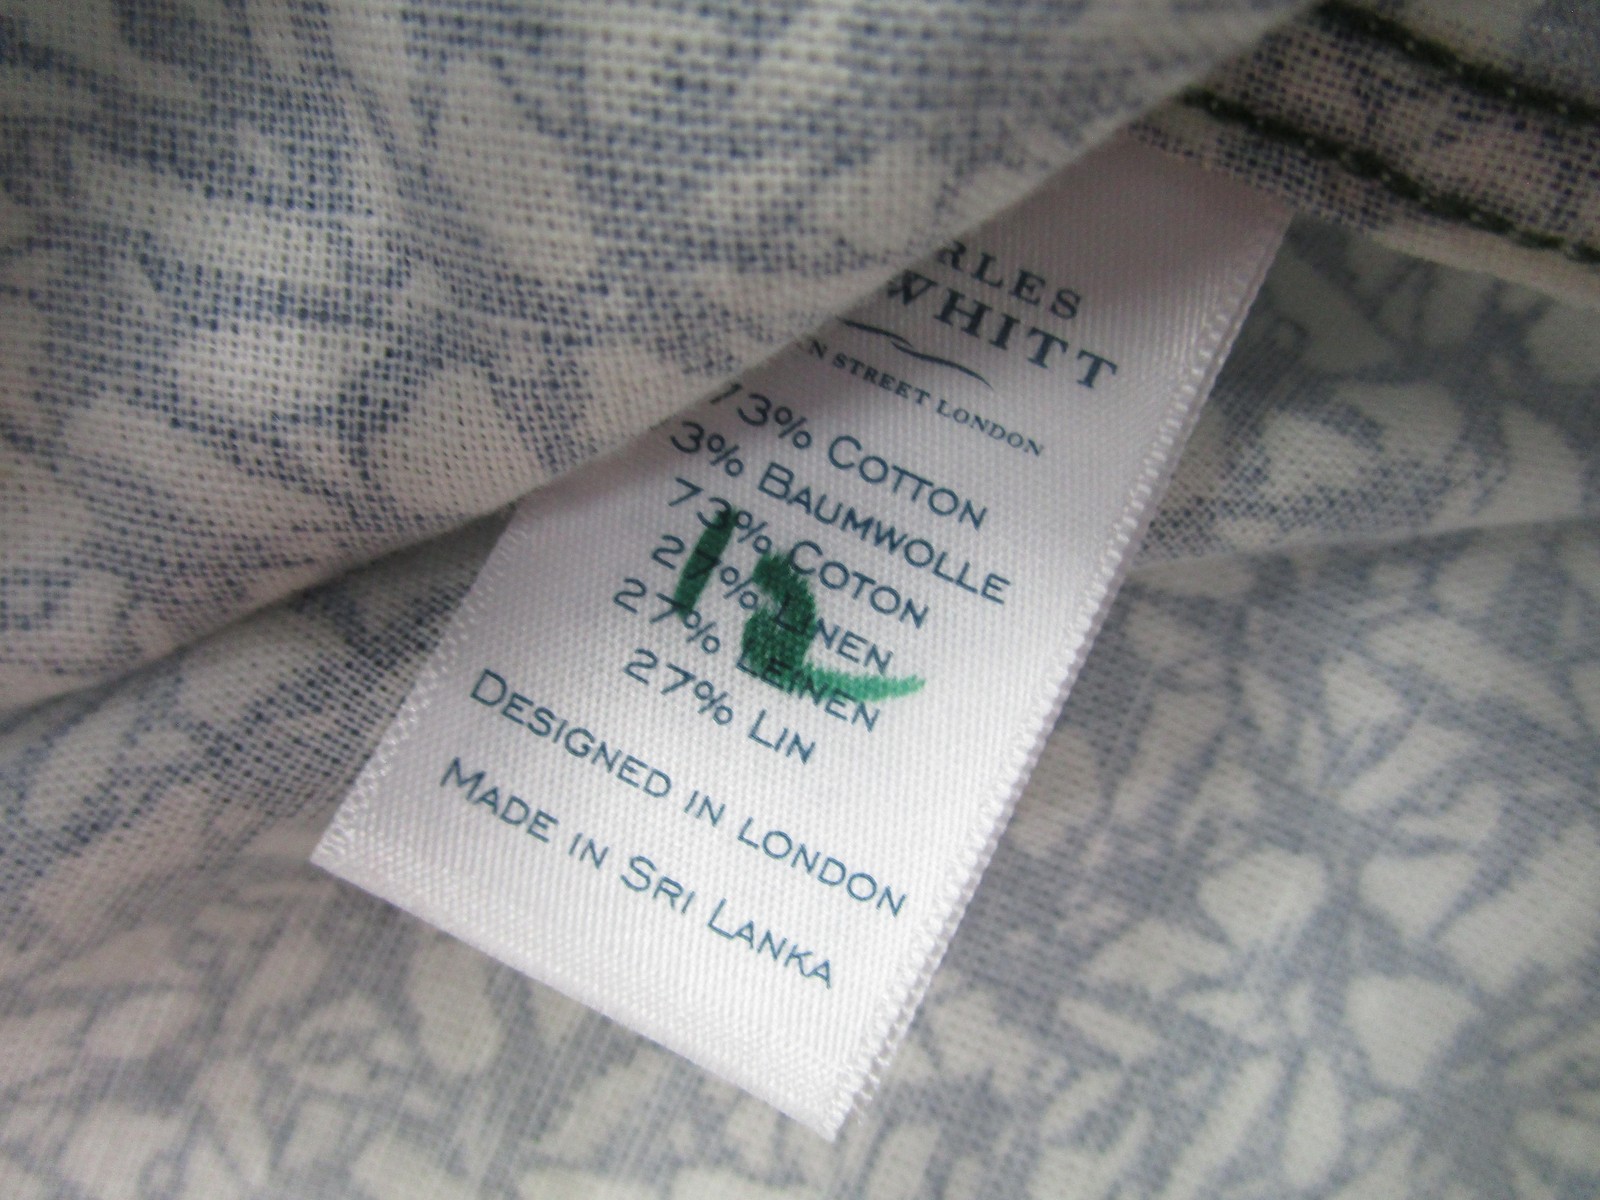 RLES
WHITT
N STREET LONDON
73% COTTON
3% BAUMWOLLE
73% COTON
27% LINEN
27% LEINEN
27% LIN
12
DESIGNED IN LONDON
MADE IN SRI LANKA